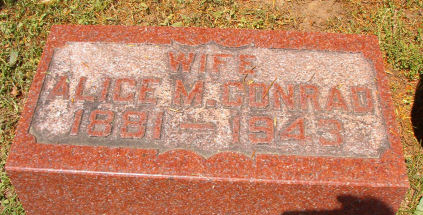 WIFE
ALICE M. CONRAD
1881 – 1943